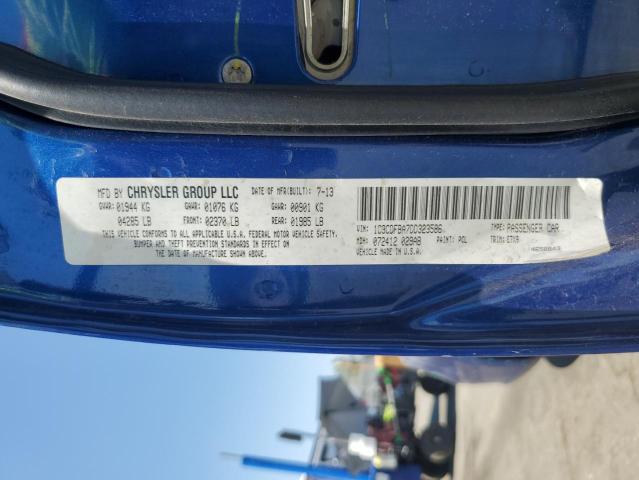 MFD BY CHRYSLER GROUP LLC DATE OF MFR(BUILT): 7-13
GVWR: 01944 KG GAWR: 01076 KG GAWR: 00901 KG
04285 LB FRONT: 02370 LB REAR: 01985 LB
THIS VEHICLE CONFORMS TO ALL APPLICABLE U.S.A. FEDERAL MOTOR VEHICLE SAFETY,
BUMPER AND THEFT PREVENTION STANDARDS IN EFFECT ON
THE DATE OF MANUFACTURE SHOWN ABOVE.
VIN: 1C3CDFBA7DD323586 TYPE: PASSENGER CAR
MDH: 072412 028AB PAINT: PCL TRIM: E7X9
VEHICLE MADE IN U.S.A.